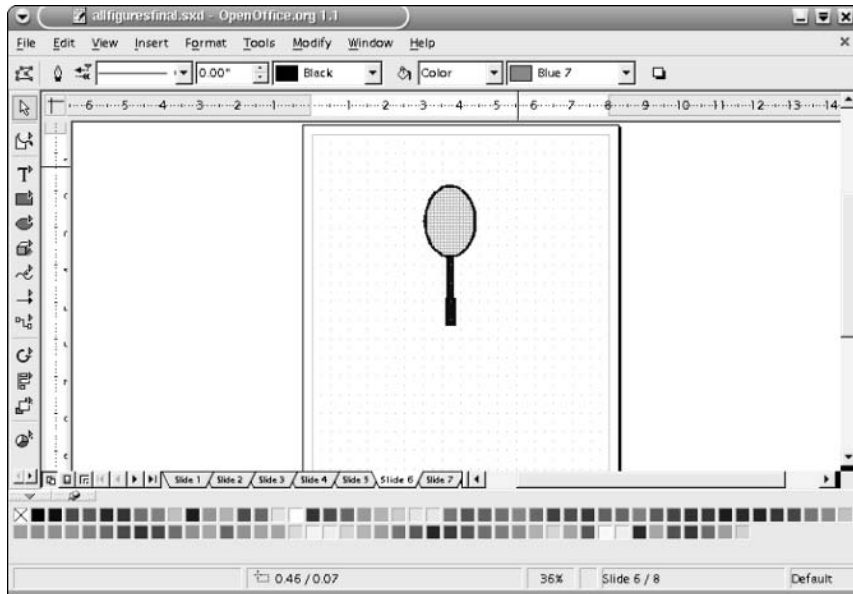 allfiguresfinal.sxd - OpenOffice.org 1.1
File Edit View Insert Format Tools Modify Window Help
0.00" Black Color Blue 7
6 5 4 3 2 1 1 2 3 4 5 6 7 8 9 10 11 12 13 14
Slide 1 Slide 2 Slide 3 Slide 4 Slide 5 Slide 6 Slide 7
0.46 / 0.07 36% Slide 6 / 8 Default